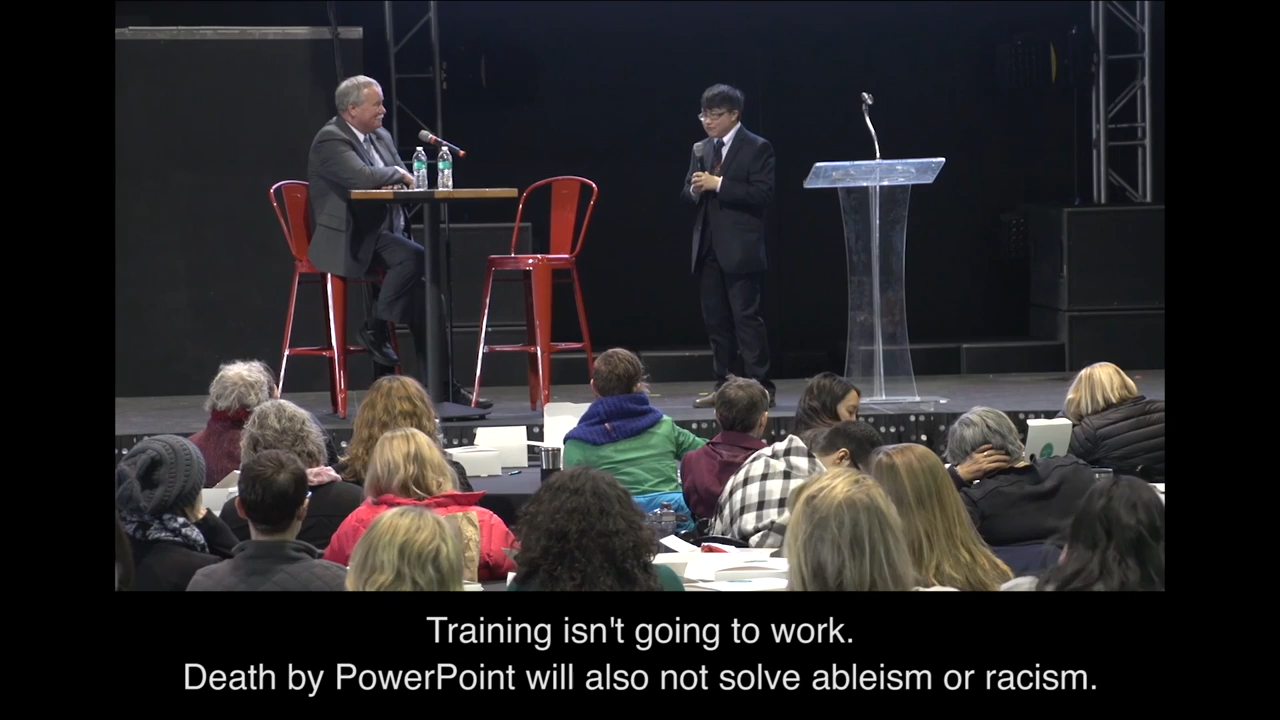 Training isn't going to work.
Death by PowerPoint will also not solve ableism or racism.